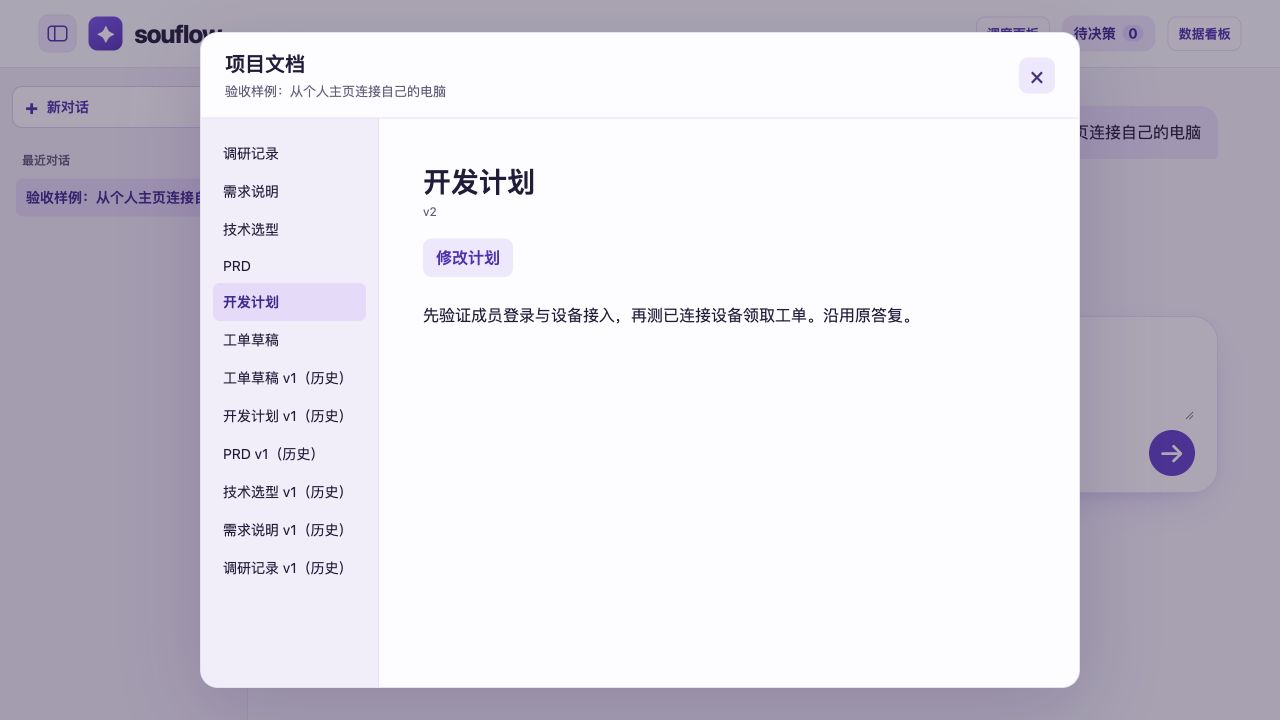 souflow
待决策 0
数据看板
新对话
最近对话
验收样例：从个人主页连接自
页连接自己的电脑
项目文档
验收样例：从个人主页连接自己的电脑
调研记录
需求说明
技术选型
PRD
开发计划
工单草稿
工单草稿 v1（历史）
开发计划 v1（历史）
PRD v1（历史）
技术选型 v1（历史）
需求说明 v1（历史）
调研记录 v1（历史）
开发计划
v2
修改计划
先验证成员登录与设备接入，再测已连接设备领取工单。沿用原答复。